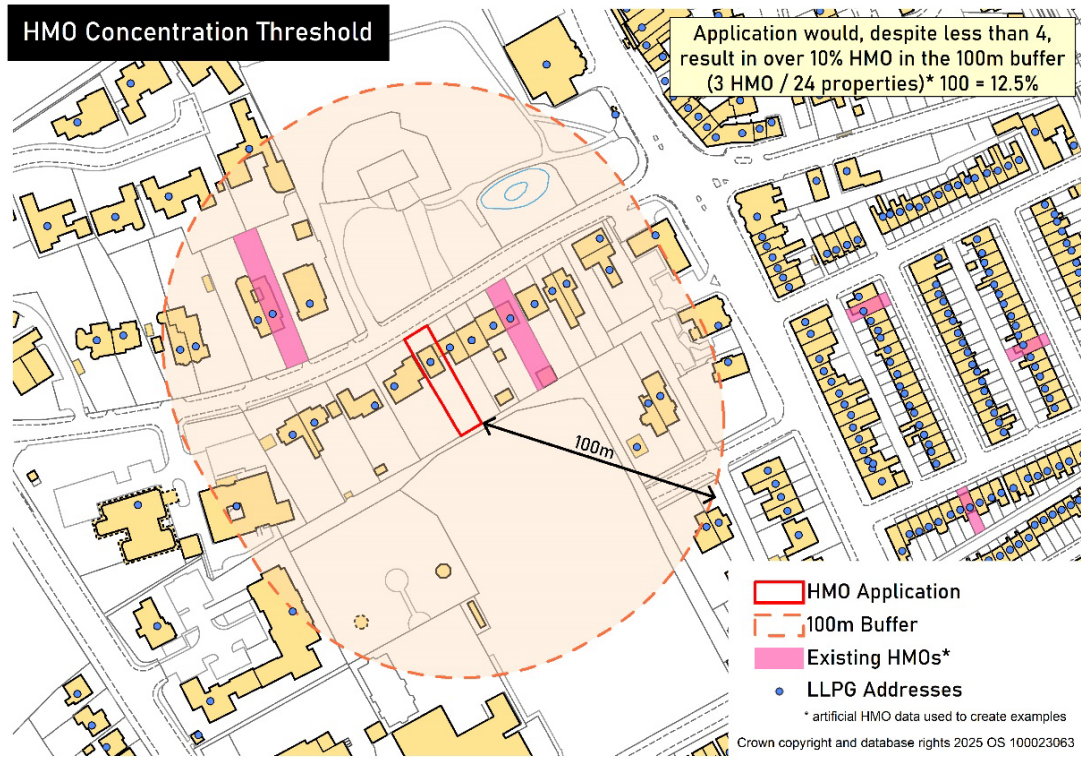 HMO Concentration Threshold
Application would, despite less than 4,
result in over 10% HMO in the 100m buffer
(3 HMO / 24 properties)* 100 = 12.5%
100m
HMO Application
100m Buffer
Existing HMOs*
LLPG Addresses
* artificial HMO data used to create examples
Crown copyright and database rights 2025 OS 100023063